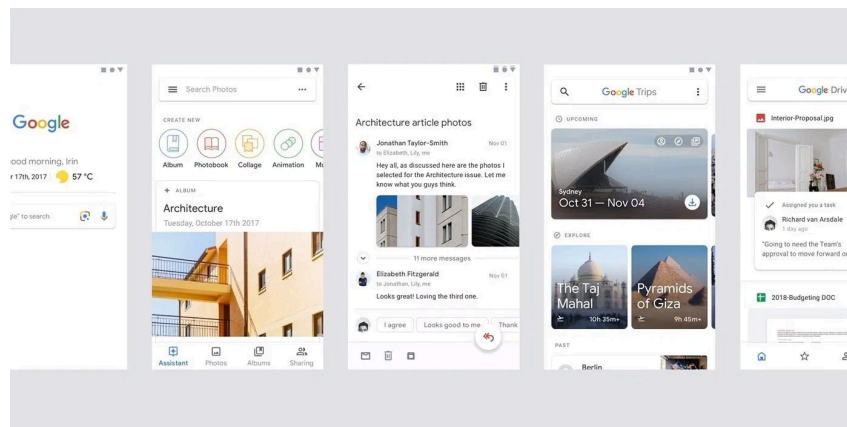 Google
ood morning, Irin
r 17th, 2017
57 °C
gle" to search
Search Photos
CREATE NEW
Album
Photobook
Collage
Animation
ALBUM
Architecture
Tuesday, October 17th 2017
Assistant
Photos
Albums
Sharing
Architecture article photos
Jonathan Taylor-Smith
Nov 01
to Elizabeth, Lily, me
Hey all, as discussed here are the photos I
selected for the Architecture issue. Let me
know what you guys think.
11 more messages
Elizabeth Fitzgerald
Nov 01
to Jonathan, Lily, me
Looks great! Loving the third one.
I agree
Looks good to me
Thank
Google Trips
UPCOMING
Sydney
Oct 31 — Nov 04
EXPLORE
The Taj
Mahal
10h 35m+
Pyramids
of Giza
9h 45m+
PAST
Berlin
Google Driv
Interior-Proposal.jpg
Assigned you a task
Richard van Arsdale
1 day ago
"Going to need the Team's
approval to move forward o
2018-Budgeting DOC